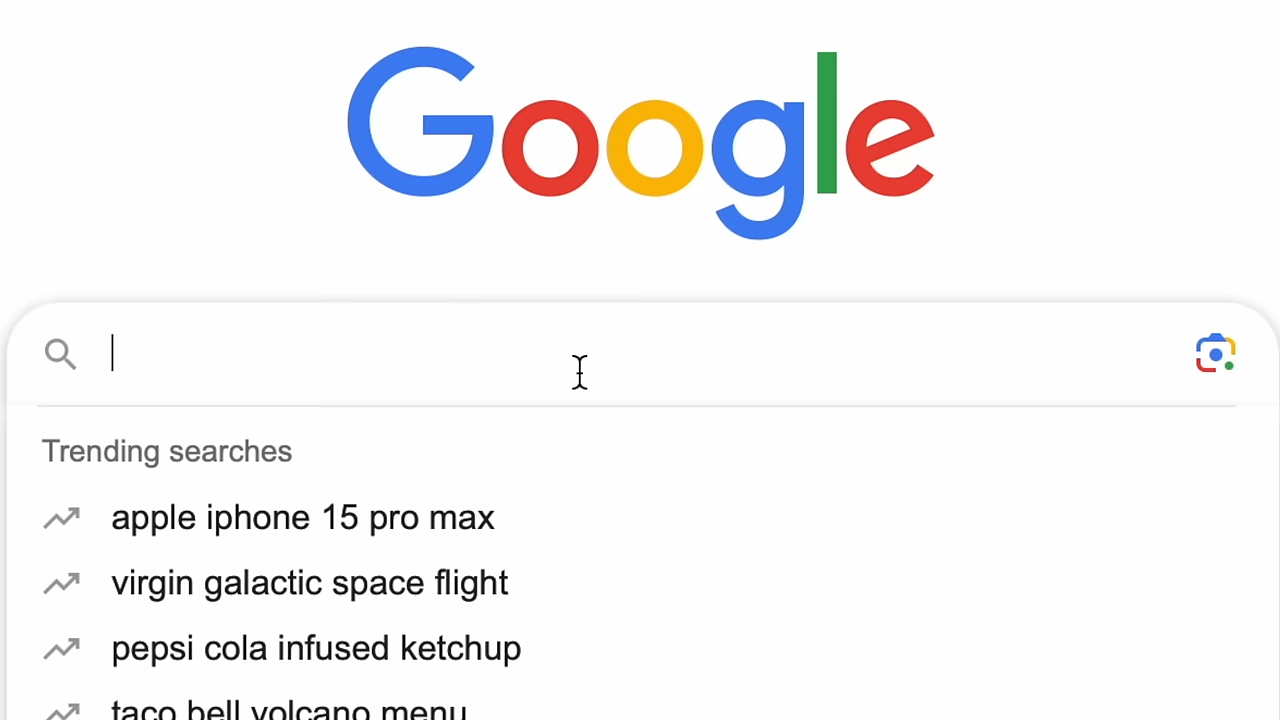 Google
Trending searches
apple iphone 15 pro max
virgin galactic space flight
pepsi cola infused ketchup
taco bell volcano menu